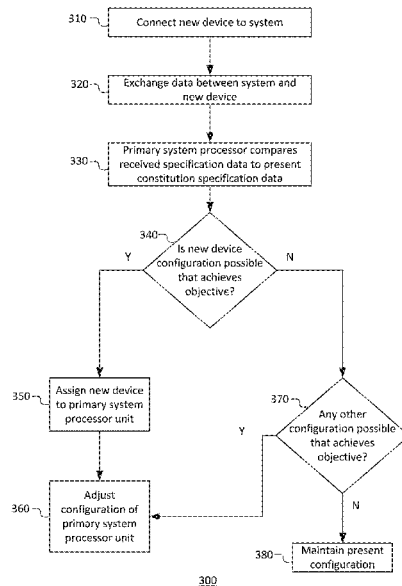 310
Connect new device to system
320
Exchange data between system and
new device
330
Primary system processor compares
received specification data to present
constitution specification data
340
Is new device
configuration possible
that achieves
objective?
Y
N
350
Assign new device
to primary system
processor unit
370
Any other
configuration possible
that achieves
objective?
Y
N
360
Adjust
configuration of
primary system
processor unit
380
Maintain present
configuration
300